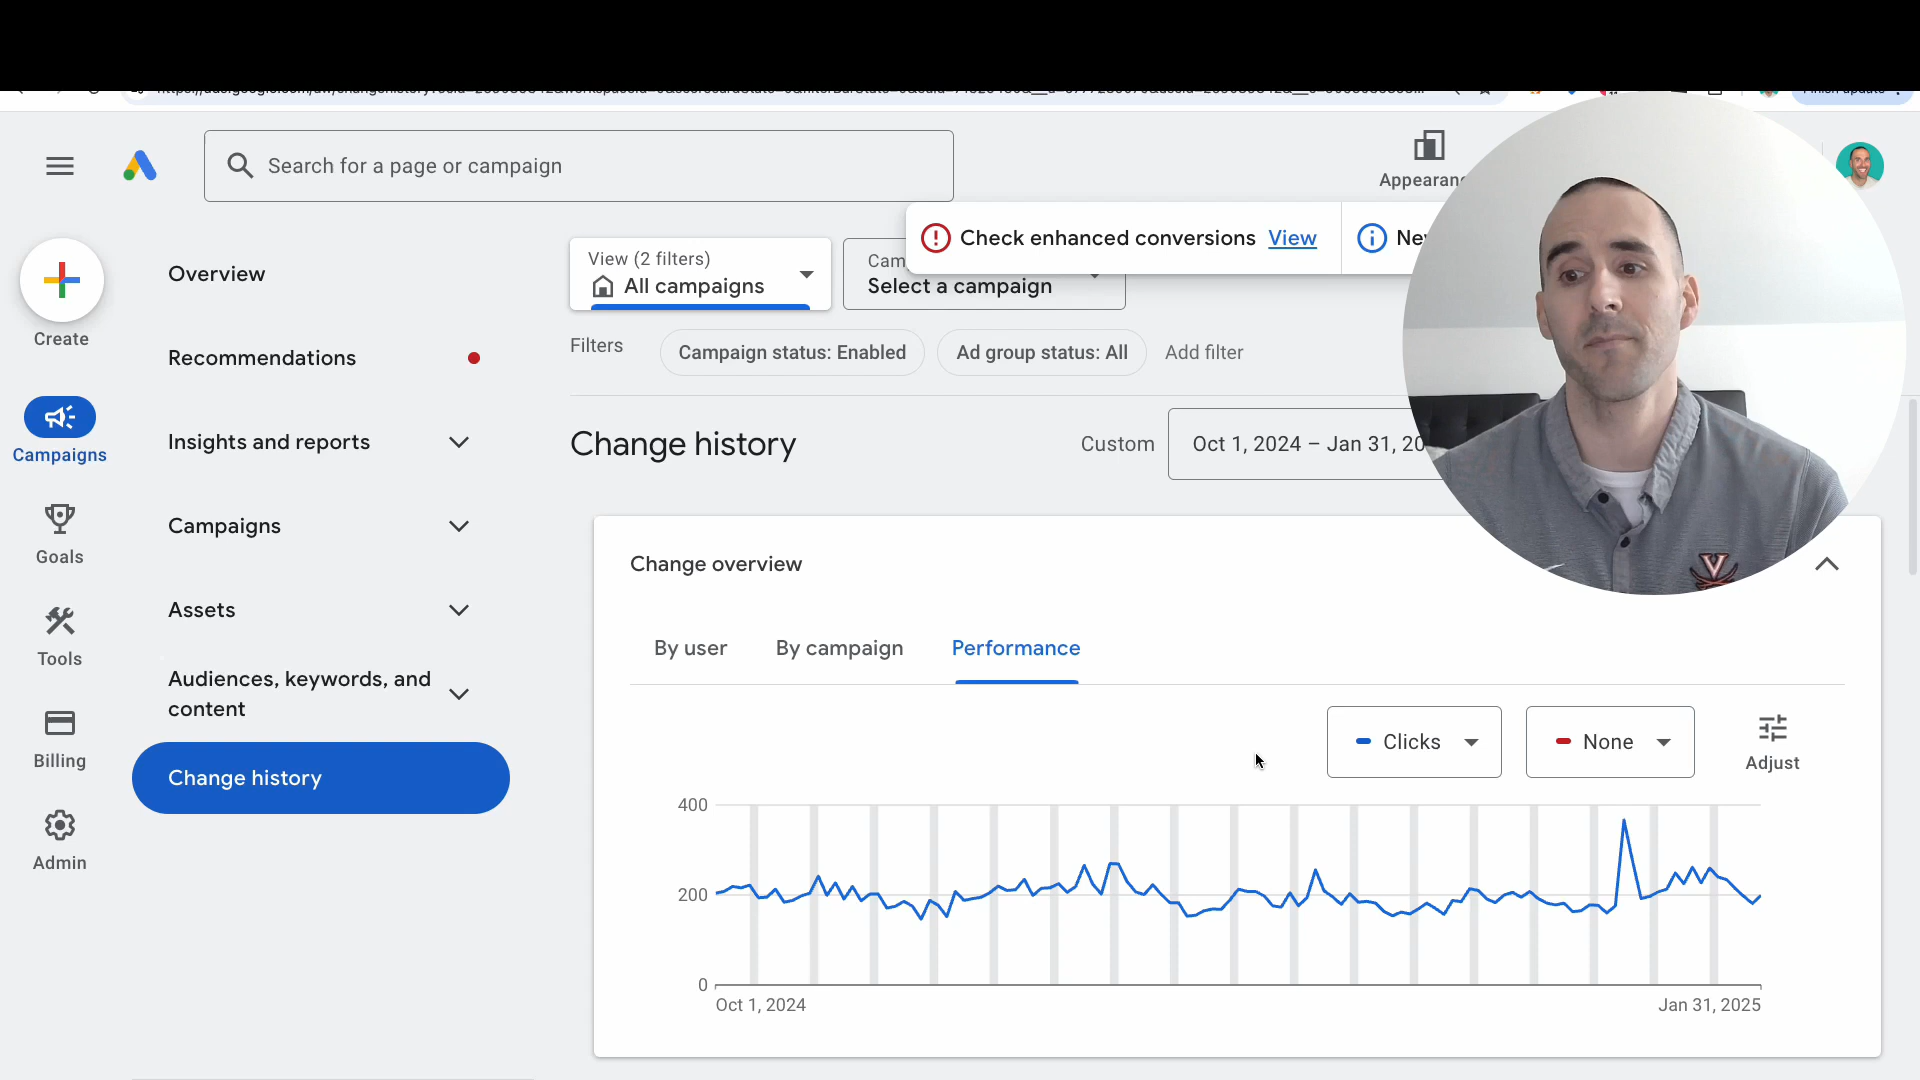 Search for a page or campaign
Check enhanced conversions View
Create
Overview
Recommendations
Insights and reports
Campaigns
Campaigns
Goals
Assets
Tools
Audiences, keywords, and
content
Billing
Change history
Admin
View (2 filters)
All campaigns
Select a campaign
Filters
Campaign status: Enabled
Ad group status: All
Add filter
Change history
Custom
Oct 1, 2024 – Jan 31, 20
Change overview
By user
By campaign
Performance
Clicks
None
Adjust
400
200
0
Oct 1, 2024
Jan 31, 2025